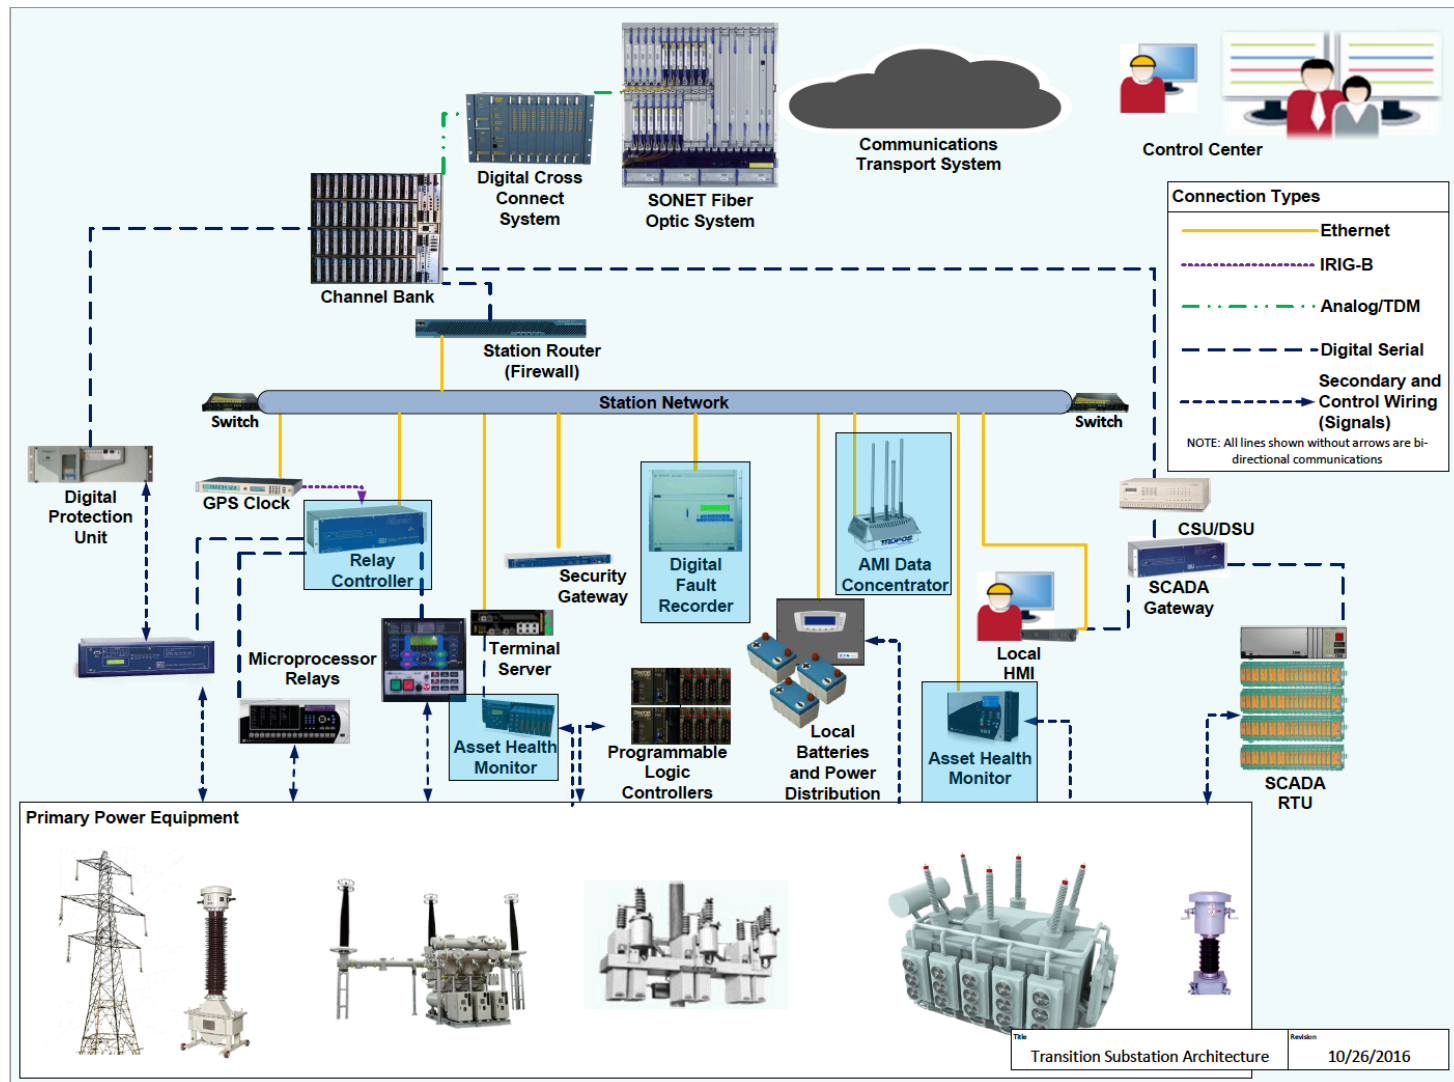 Communications
Transport System
Control Center
Digital Cross
Connect
System
SONET Fiber
Optic System
Connection Types
Ethernet
IRIG-B
Analog/TDM
Digital Serial
Secondary and
Control Wiring
(Signals)
NOTE: All lines shown without arrows are bi-
directional communications
Channel Bank
Station Router
(Firewall)
Station Network
Switch
Switch
Digital
Protection
Unit
GPS Clock
Relay
Controller
Security
Gateway
Digital
Fault
Recorder
TROPOS
AMI Data
Concentrator
CSU/DSU
SCADA
Gateway
Microprocessor
Relays
Terminal
Server
Local
HMI
Asset Health
Monitor
Programmable
Logic
Controllers
Local
Batteries
and Power
Distribution
Asset Health
Monitor
SCADA
RTU
Primary Power Equipment
Title
Transition Substation Architecture
Revision
10/26/2016